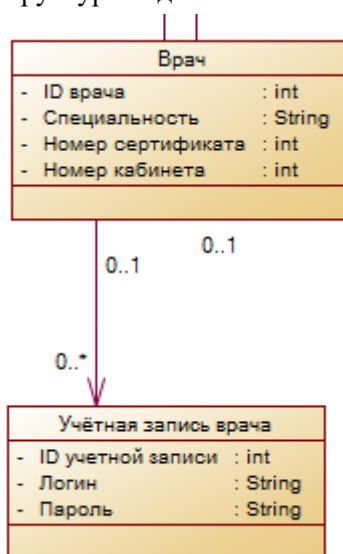 Врач
- ID врача : int
- Специальность : String
- Номер сертификата : int
- Номер кабинета : int
0..1
0..1
0..*
Учётная запись врача
- ID учетной записи : int
- Логин : String
- Пароль : String